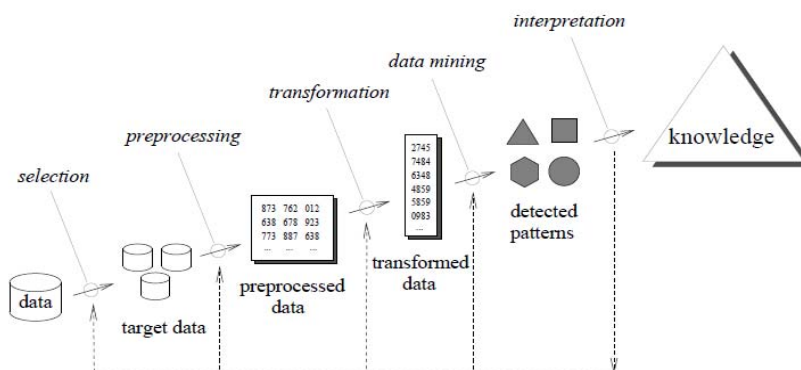 interpretation
data mining
transformation
preprocessing
selection
data
target data
873 762 012
638 678 923
773 887 638
... ... ...
preprocessed
data
2745
7484
6348
4859
5859
0983
...
transformed
data
detected
patterns
knowledge